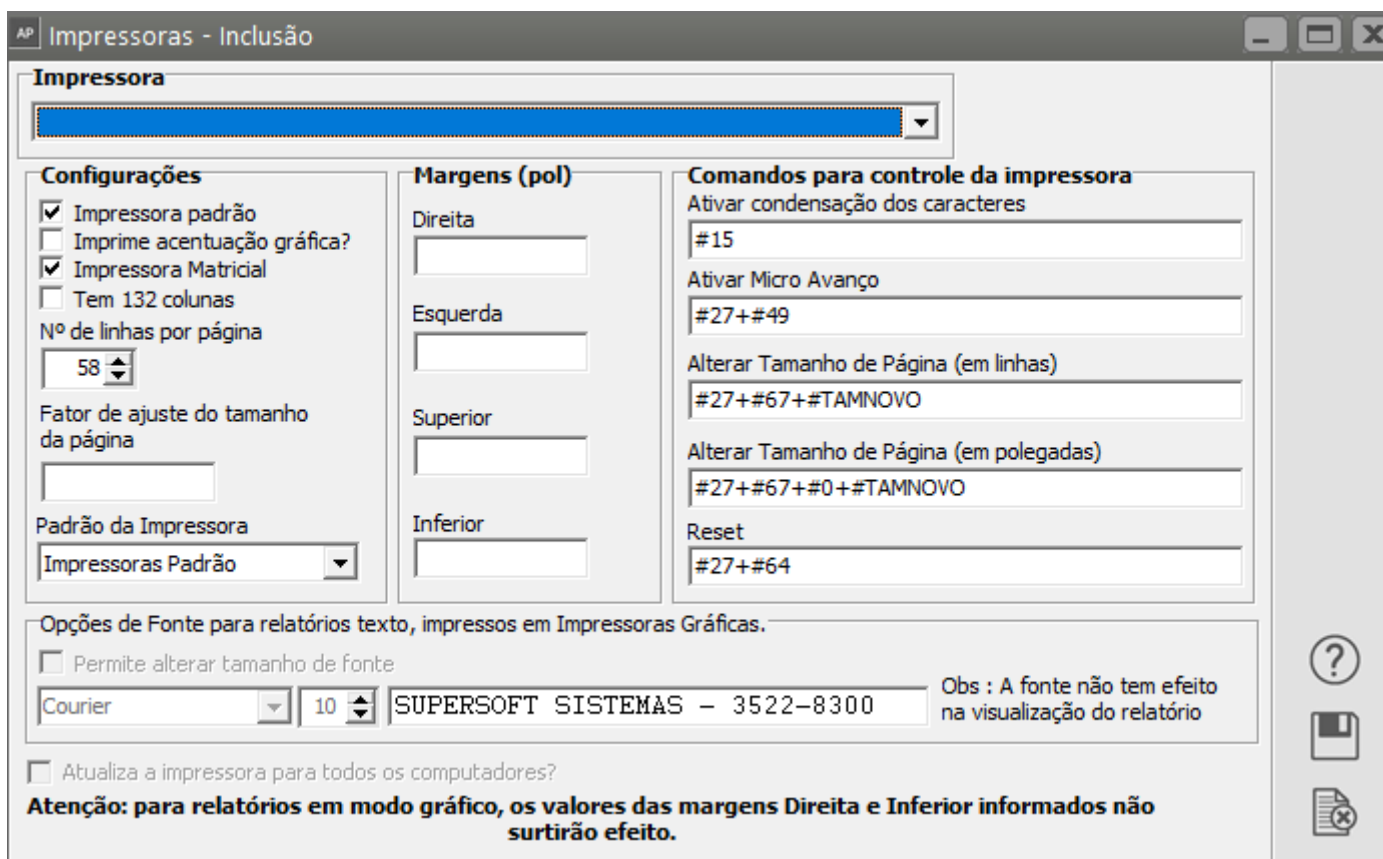 AP Impressoras - Inclusão
Impressora
Configurações
Impressora padrão
Imprime acentuação gráfica?
Impressora Matricial
Tem 132 colunas
Nº de linhas por página
58
Fator de ajuste do tamanho
da página
Padrão da Impressora
Impressoras Padrão
Margens (pol)
Direita
Esquerda
Superior
Inferior
Comandos para controle da impressora
Ativar condensação dos caracteres
#15
Ativar Micro Avanço
#27+#49
Alterar Tamanho de Página (em linhas)
#27+#67+#TAMNOVO
Alterar Tamanho de Página (em polegadas)
#27+#67+#0+#TAMNOVO
Reset
#27+#64
Opções de Fonte para relatórios texto, impressos em Impressoras Gráficas.
Permite alterar tamanho de fonte
Courier 10 SUPERSOFT SISTEMAS - 3522-8300
Obs : A fonte não tem efeito
na visualização do relatório
Atualiza a impressora para todos os computadores?
Atenção: para relatórios em modo gráfico, os valores das margens Direita e Inferior informados não
surtirão efeito.